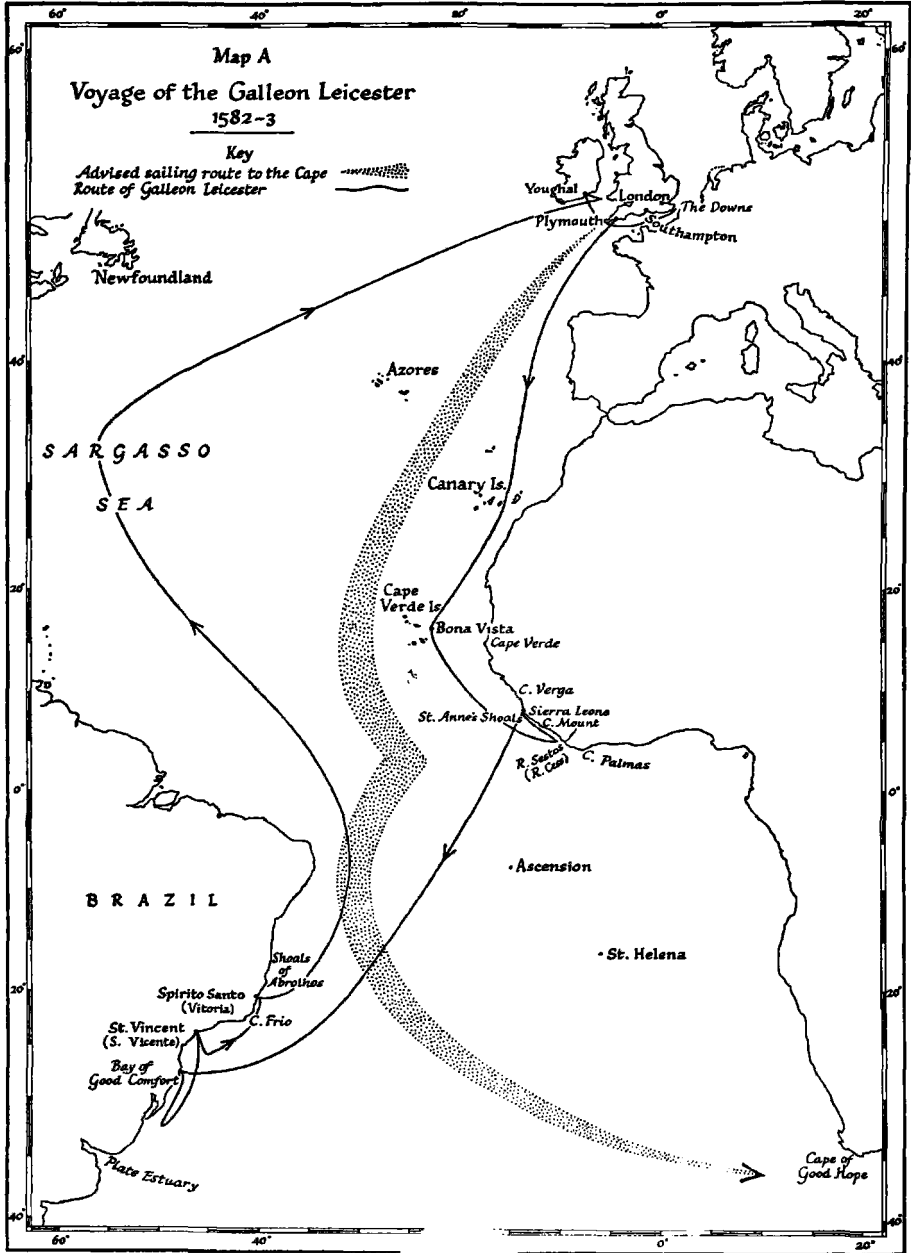 40°
20°
0°
20°
60°
60°
Map A
Voyage of the Galleon Leicester
1582-3
Key
Advised sailing route to the Cape
Route of Galleon Leicester
Youghal
London
Plymouth
The Downs
Southampton
Newfoundland
40°
Azores
40°
SARGASSO
SEA
Canary Is.
20°
Cape
Verde Is
20°
Bona Vista
Cape Verde
C. Verga
St. Anne's Shoals
Sierra Leone
C. Mount
R. Sestos
(R. Cess)
C. Palmas
0°
0°
Ascension
BRAZIL
St. Helena
Shoals
of
Abrolhos
20°
Spirito Santo
(Vitoria)
20°
C. Frio
St. Vincent
(S. Vicente)
Bay of
Good Comfort
Plate Estuary
Cape of
Good Hope
40°
40°
60°
40°
0°
20°